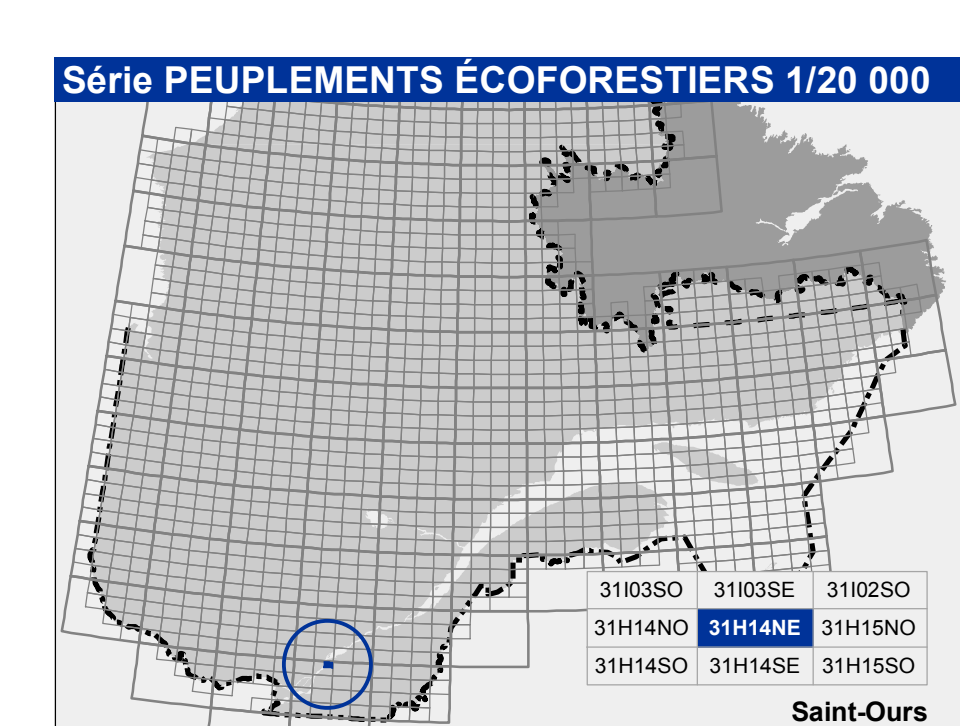 Série PEUPLEMENTS ÉCOFORESTIERS 1/20 000
31I03SO 31I03SE 31I02SO
31H14NO 31H14NE 31H15NO
31H14SO 31H14SE 31H15SO
Saint-Ours